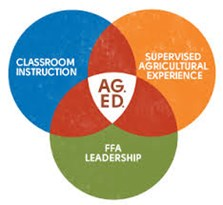 CLASSROOM
INSTRUCTION
SUPERVISED
AGRICULTURAL
EXPERIENCE
AG.
ED.
FFA
LEADERSHIP